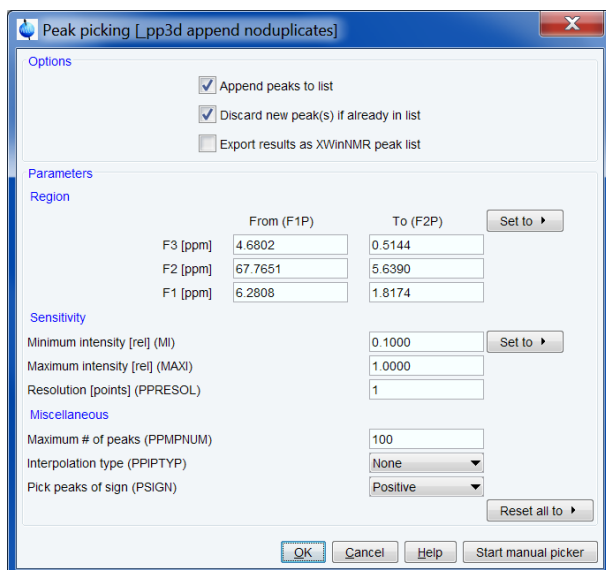 Peak picking [_pp3d append noduplicates]
Options
Append peaks to list
Discard new peak(s) if already in list
Export results as XWinNMR peak list
Parameters
Region
From (F1P) To (F2P) Set to
F3 [ppm] 4.6802 0.5144
F2 [ppm] 67.7651 5.6390
F1 [ppm] 6.2808 1.8174
Sensitivity
Minimum intensity [rel] (MI) 0.1000 Set to
Maximum intensity [rel] (MAXI) 1.0000
Resolution [points] (PPRESOL) 1
Miscellaneous
Maximum # of peaks (PPMPNUM) 100
Interpolation type (PPIPTYP) None
Pick peaks of sign (PSIGN) Positive
Reset all to
OK Cancel Help Start manual picker